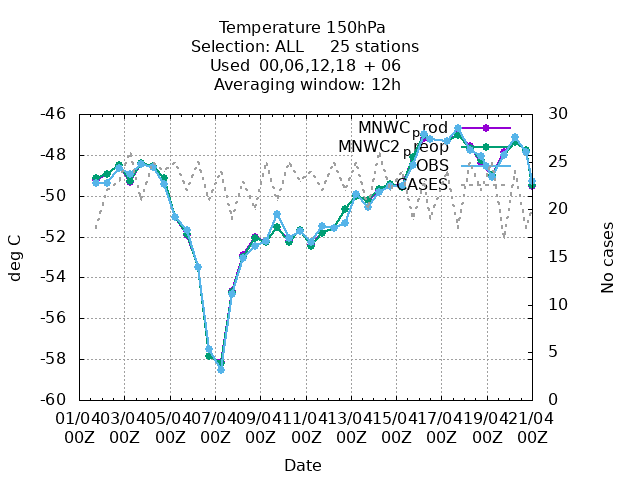 Temperature 150hPa
Selection: ALL 25 stations
Used 00,06,12,18 + 06
Averaging window: 12h
MNWC_prod
MNWC2_preop
OBS
CASES
-46
-48
-50
-52
-54
-56
-58
-60
30
25
20
15
10
5
0
deg C
No cases
01/04 03/04 05/04 07/04 09/04 11/04 13/04 15/04 17/04 19/04 21/04
00Z 00Z 00Z 00Z 00Z 00Z 00Z 00Z 00Z 00Z 00Z
Date